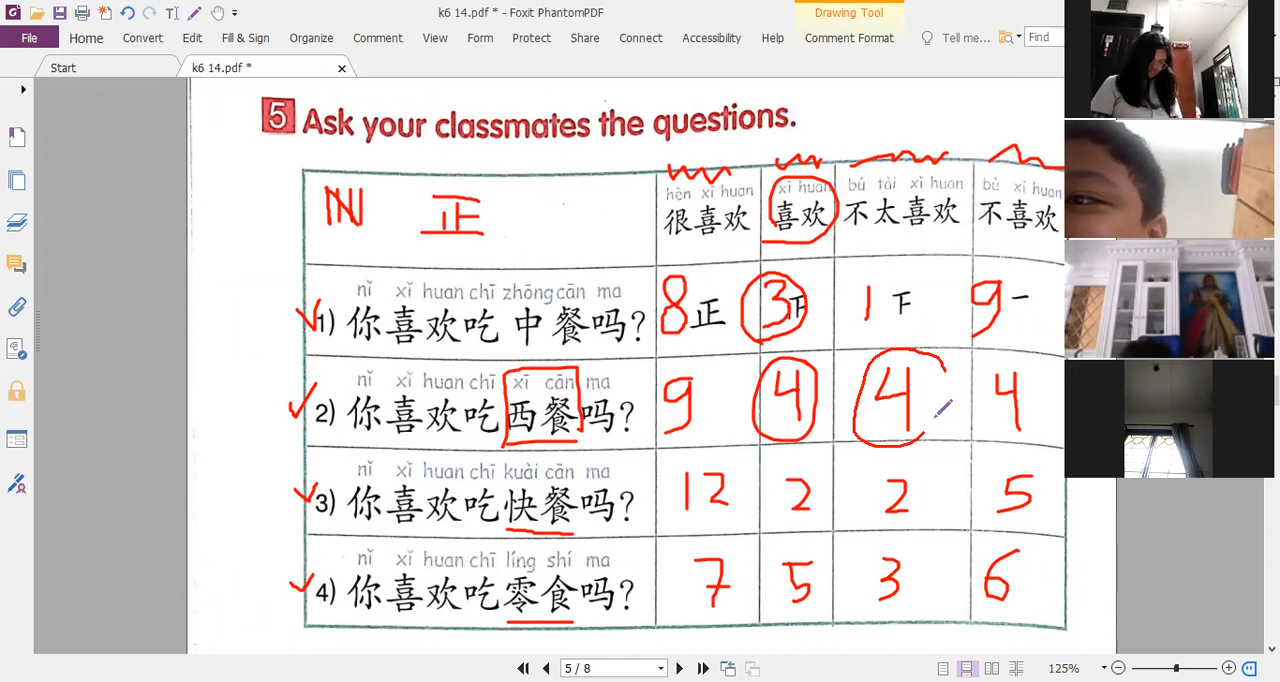 k6 14.pdf * - Foxit PhantomPDF
Drawing Tool
File Home Convert Edit Fill & Sign Organize Comment View Form Protect Share Connect Accessibility Help Comment Format Tell me... Find
Start k6 14.pdf *
5 Ask your classmates the questions.
正
hěn xǐ huan xǐ huan bú tài xǐ huan bù xǐ huan
很喜欢 喜欢 不太喜欢 不喜欢
nǐ xǐ huan chī zhōng cān ma
1) 你喜欢吃中餐吗? 8 正 3 正 1 下 9 一
nǐ xǐ huan chī xī cān ma
2) 你喜欢吃西餐吗? 9 4 4 4
nǐ xǐ huan chī kuài cān ma
3) 你喜欢吃快餐吗? 12 2 2 5
nǐ xǐ huan chī líng shí ma
4) 你喜欢吃零食吗? 7 5 3 6
5 / 8 125%